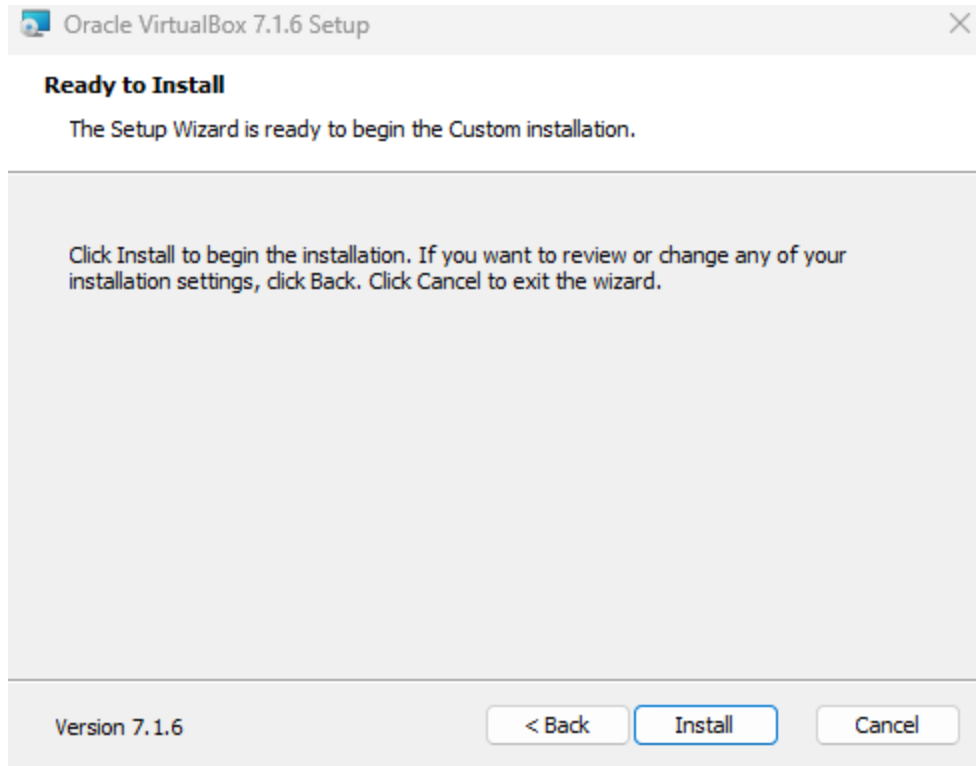 Oracle VirtualBox 7.1.6 Setup
Ready to Install
The Setup Wizard is ready to begin the Custom installation.
Click Install to begin the installation. If you want to review or change any of your
installation settings, click Back. Click Cancel to exit the wizard.
Version 7.1.6
< Back
Install
Cancel